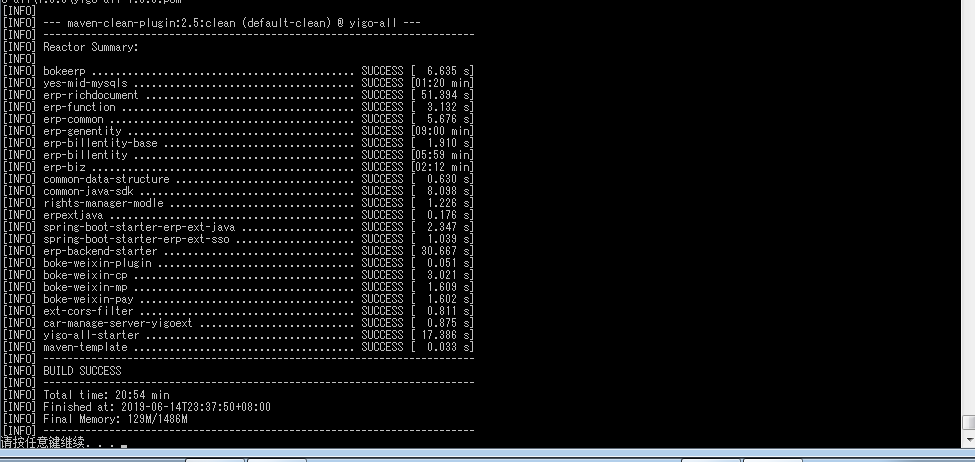 [INFO]
[INFO] --- maven-clean-plugin:2.5:clean (default-clean) @ yigo-all ---
[INFO] ------------------------------------------------------------------------
[INFO] Reactor Summary:
[INFO]
[INFO] bokeerp ............................................ SUCCESS [  6.635 s]
[INFO] yes-mid-mysqls ..................................... SUCCESS [01:20 min]
[INFO] erp-richdocument ................................... SUCCESS [ 51.394 s]
[INFO] erp-function ....................................... SUCCESS [  3.132 s]
[INFO] erp-common ......................................... SUCCESS [  5.676 s]
[INFO] erp-genentity ...................................... SUCCESS [09:00 min]
[INFO] erp-billentity-base ................................ SUCCESS [  1.910 s]
[INFO] erp-billentity ..................................... SUCCESS [05:59 min]
[INFO] erp-biz ............................................ SUCCESS [02:12 min]
[INFO] common-data-structure .............................. SUCCESS [  0.630 s]
[INFO] common-java-sdk .................................... SUCCESS [  8.098 s]
[INFO] rights-manager-modle ............................... SUCCESS [  1.226 s]
[INFO] erpextjava ......................................... SUCCESS [  0.176 s]
[INFO] spring-boot-starter-erp-ext-java ................... SUCCESS [  2.347 s]
[INFO] spring-boot-starter-erp-ext-sso .................... SUCCESS [  1.039 s]
[INFO] erp-backend-starter ................................ SUCCESS [ 30.667 s]
[INFO] boke-weixin-plugin ................................. SUCCESS [  0.051 s]
[INFO] boke-weixin-cp ..................................... SUCCESS [  3.021 s]
[INFO] boke-weixin-mp ..................................... SUCCESS [  1.609 s]
[INFO] boke-weixin-pay .................................... SUCCESS [  1.602 s]
[INFO] ext-cors-filter .................................... SUCCESS [  0.811 s]
[INFO] car-manage-server-yigoext .......................... SUCCESS [  0.875 s]
[INFO] yigo-all-starter ................................... SUCCESS [ 17.386 s]
[INFO] maven-template ..................................... SUCCESS [  0.033 s]
[INFO] ------------------------------------------------------------------------
[INFO] BUILD SUCCESS
[INFO] ------------------------------------------------------------------------
[INFO] Total time: 20:54 min
[INFO] Finished at: 2019-06-14T23:37:50+08:00
[INFO] Final Memory: 129M/1486M
[INFO] ------------------------------------------------------------------------
请按任意键继续. . .